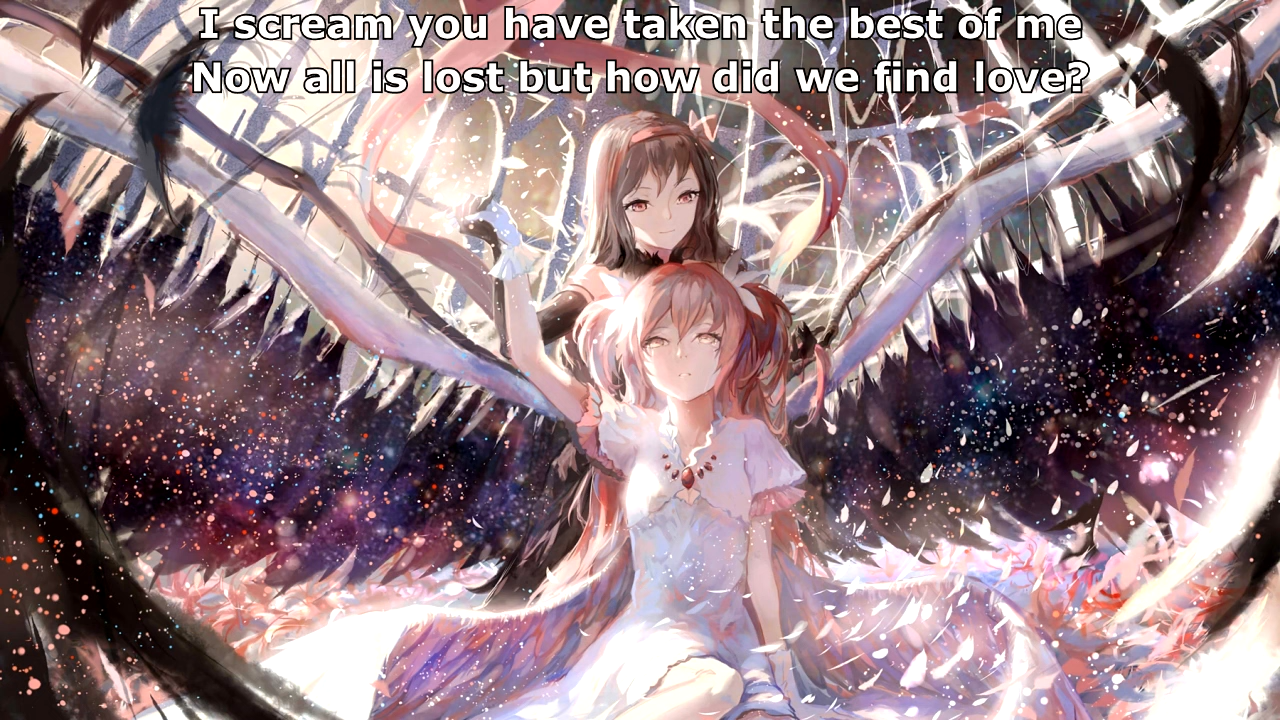 I scream you have taken the best of me
Now all is lost but how did we find love?